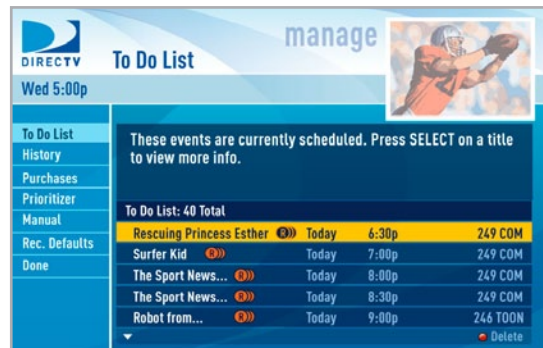 manage
DIRECTV
To Do List
Wed 5:00p
To Do List
History
Purchases
Prioritizer
Manual
Rec. Defaults
Done
These events are currently scheduled. Press SELECT on a title
to view more info.
To Do List: 40 Total
Rescuing Princess Esther R Today 6:30p 249 COM
Surfer Kid R Today 7:00p 249 COM
The Sport News... R Today 8:00p 249 COM
The Sport News... R Today 8:30p 249 COM
Robot from... R Today 9:00p 246 TOON
Delete